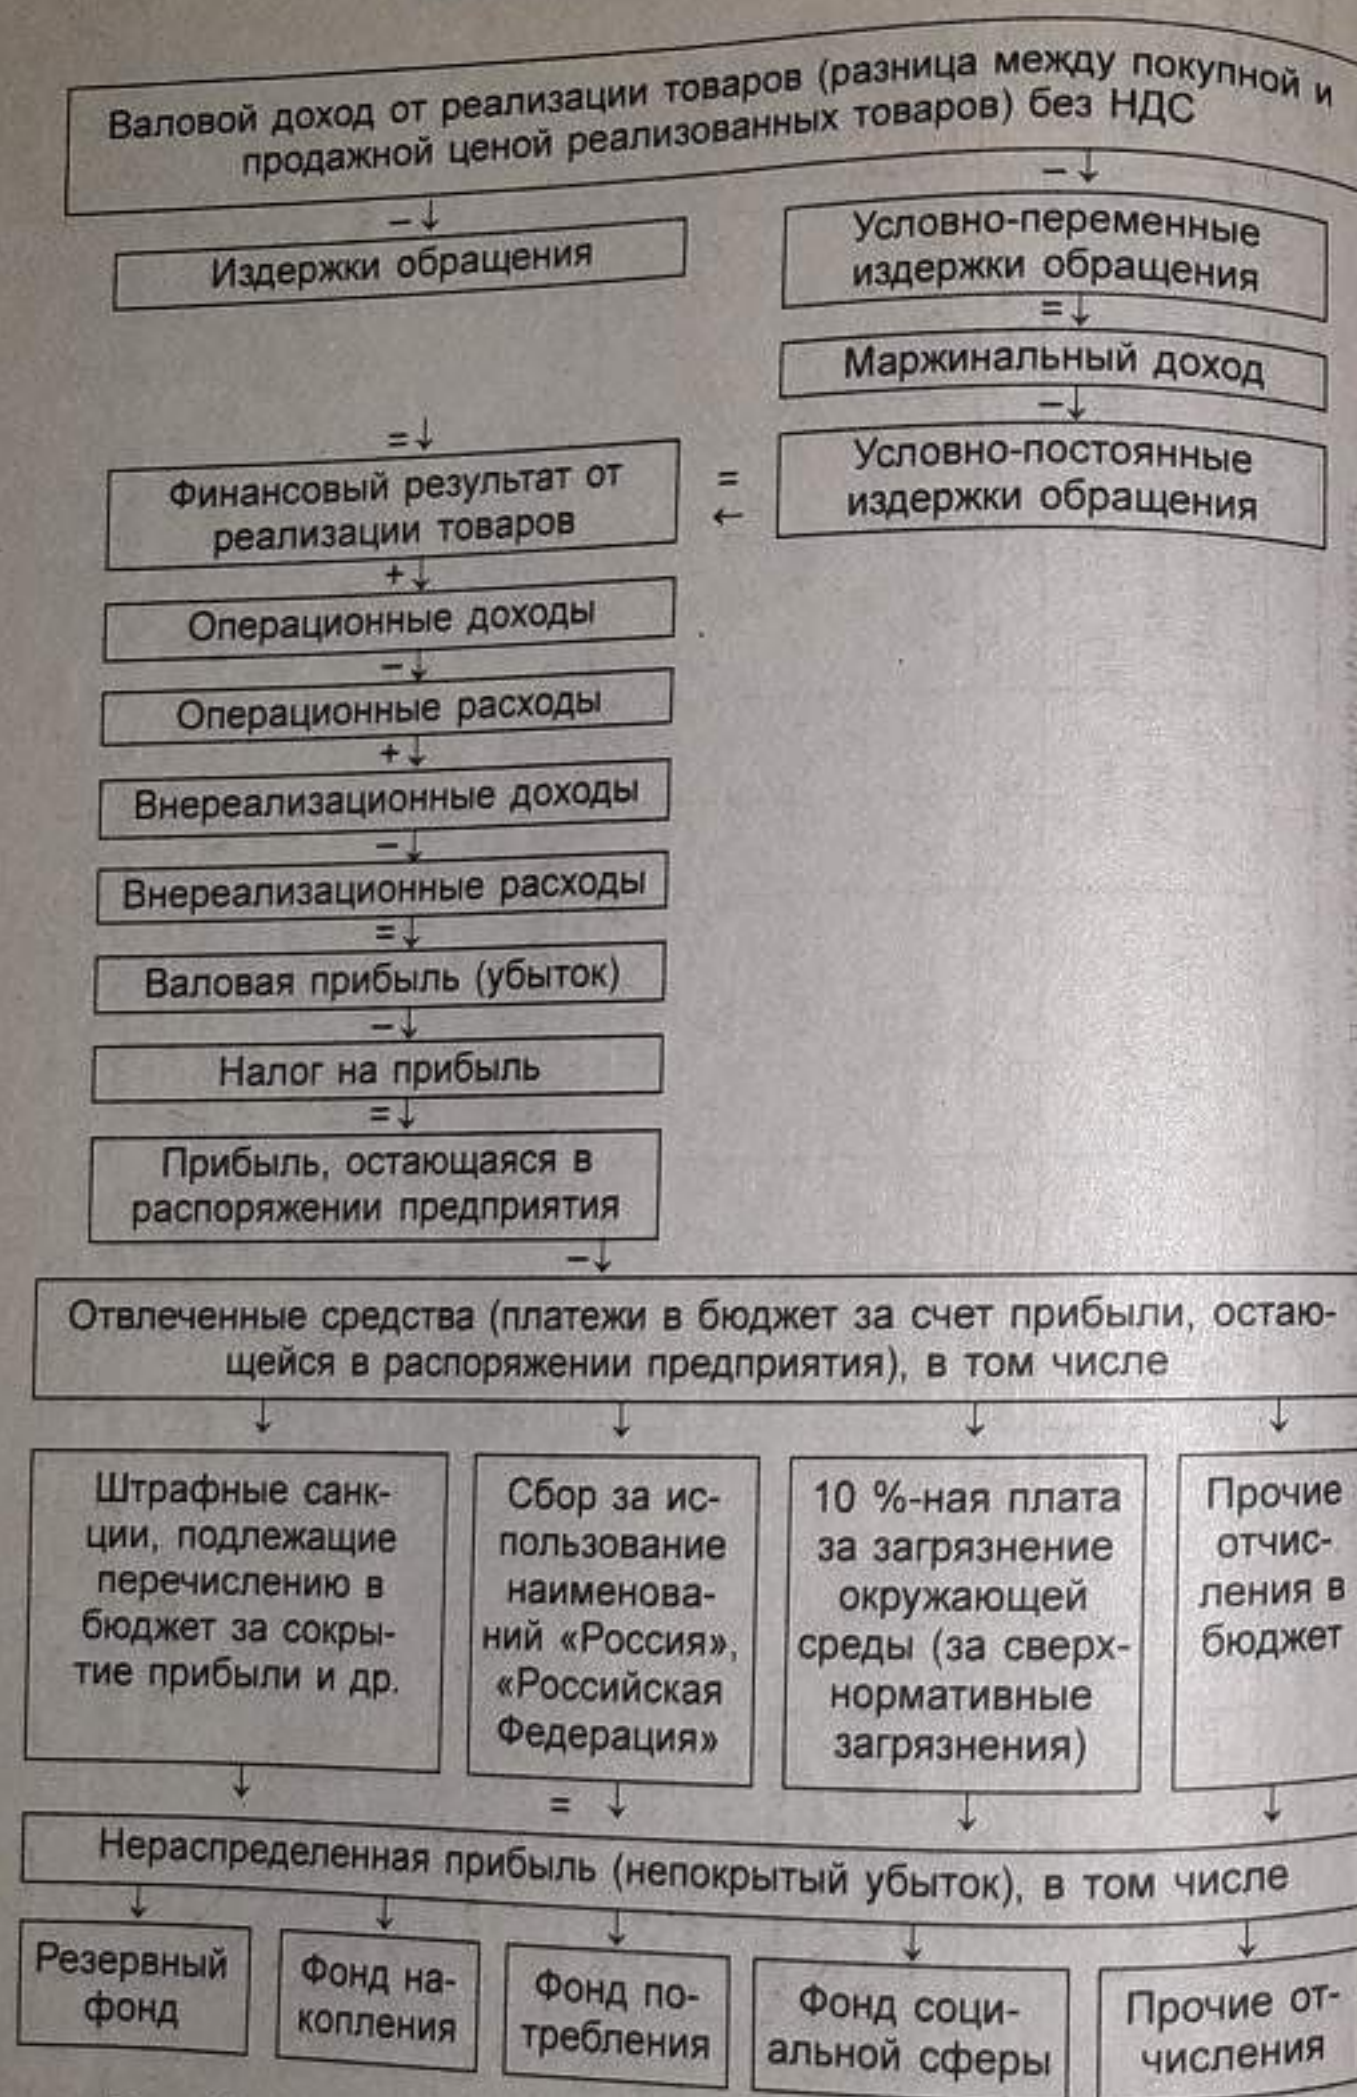 Валовой доход от реализации товаров (разница между покупной и
продажной ценой реализованных товаров) без НДС
– ↓
– ↓
Издержки обращения
Условно-переменные
издержки обращения
= ↓
Маржинальный доход
– ↓
Условно-постоянные
издержки обращения
= ↓
Финансовый результат от
реализации товаров
=
←
+ ↓
Операционные доходы
– ↓
Операционные расходы
+ ↓
Внереализационные доходы
– ↓
Внереализационные расходы
= ↓
Валовая прибыль (убыток)
– ↓
Налог на прибыль
= ↓
Прибыль, остающаяся в
распоряжении предприятия
– ↓
Отвлеченные средства (платежи в бюджет за счет прибыли, остаю-
щейся в распоряжении предприятия), в том числе
↓ ↓ ↓ ↓
Штрафные санк-
ции, подлежащие
перечислению в
бюджет за сокры-
тие прибыли и др.
Сбор за ис-
пользование
наименова-
ний «Россия»,
«Российская
Федерация»
10 %-ная плата
за загрязнение
окружающей
среды (за сверх-
нормативные
загрязнения)
Прочие
отчис-
ления в
бюджет
↓ = ↓ ↓ ↓
Нераспределенная прибыль (непокрытый убыток), в том числе
↓ ↓ ↓ ↓ ↓
Резервный
фонд
Фонд на-
копления
Фонд по-
требления
Фонд соци-
альной сферы
Прочие от-
числения